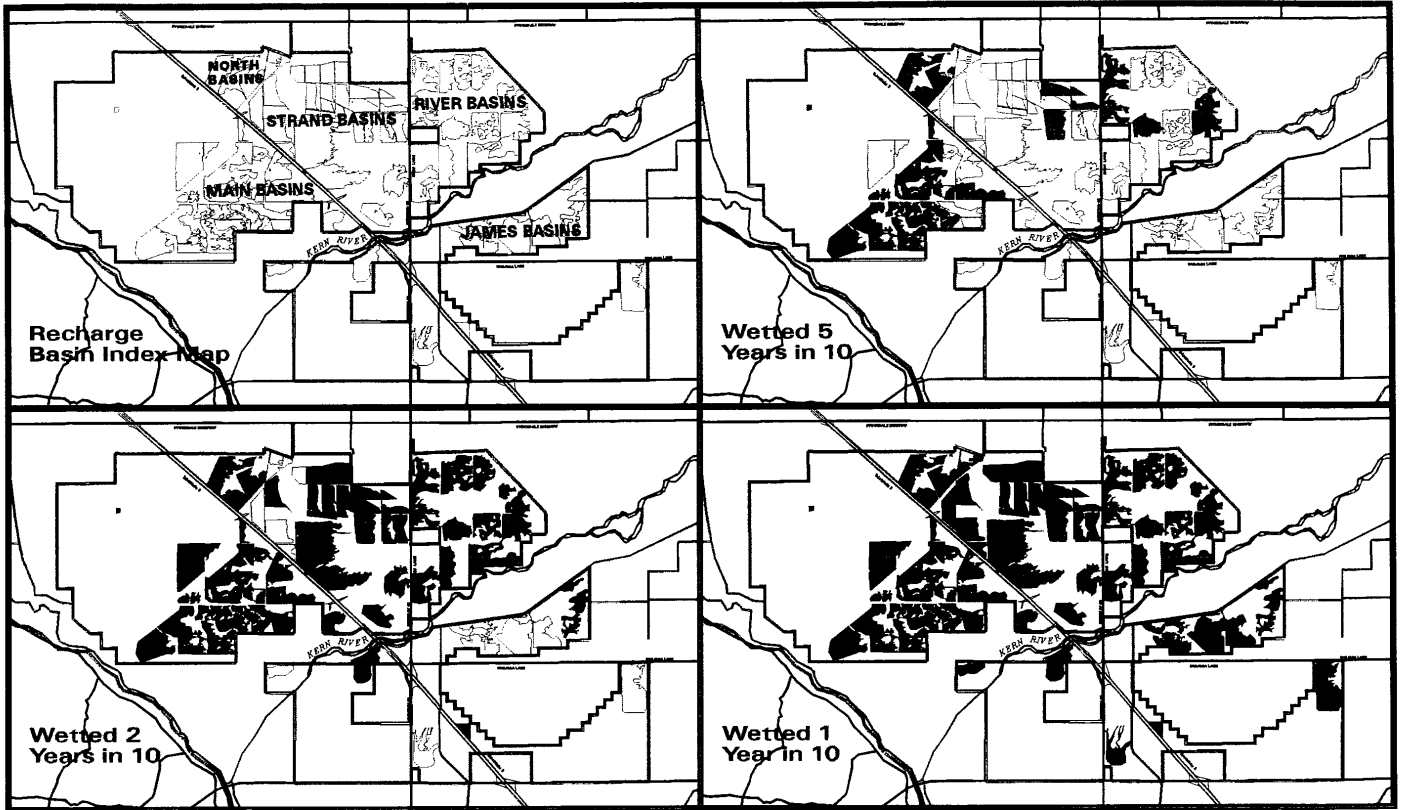 NORTH
BASINS
RIVER BASINS
STRAND BASINS
MAIN BASINS
JAMES BASINS
KERN RIVER
Recharge
Basin Index Map
KERN RIVER
Wetted 5
Years in 10
KERN RIVER
Wetted 2
Years in 10
KERN RIVER
Wetted 1
Year in 10